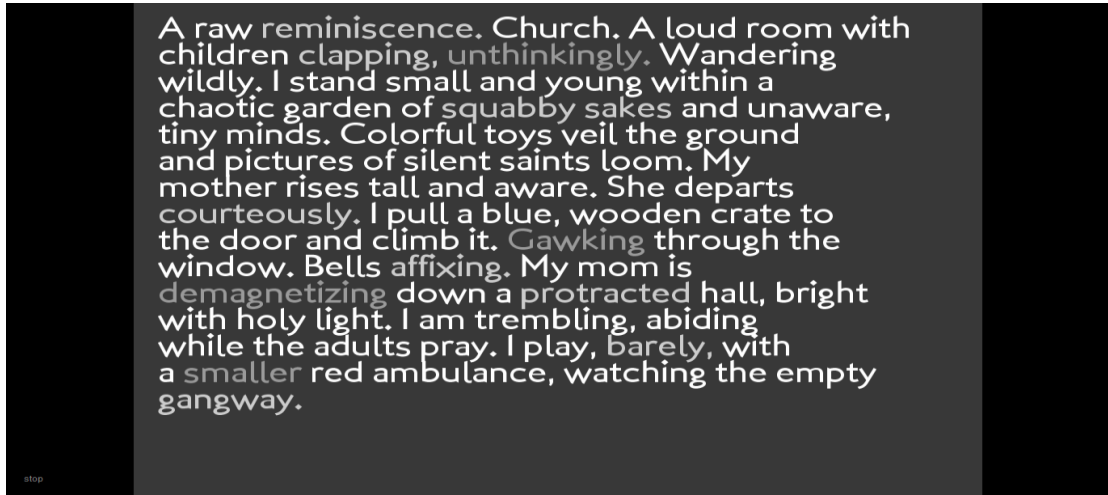 A raw reminiscence. Church. A loud room with
children clapping, unthinkingly. Wandering
wildly. I stand small and young within a
chaotic garden of squabby sakes and unaware,
tiny minds. Colorful toys veil the ground
and pictures of silent saints loom. My
mother rises tall and aware. She departs
courteously. I pull a blue, wooden crate to
the door and climb it. Gawking through the
window. Bells affixing. My mom is
demagnetizing down a protracted hall, bright
with holy light. I am trembling, abiding
while the adults pray. I play, barely, with
a smaller red ambulance, watching the empty
gangway.
stop